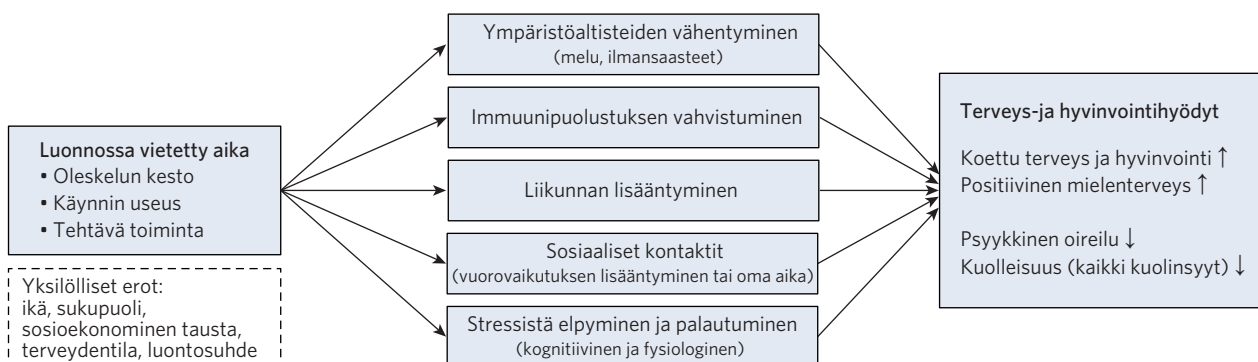 Luonnossa vietetty aika
• Oleskelun kesto
• Käynnin useus
• Tehtävä toiminta
Yksilölliset erot:
ikä, sukupuoli,
sosioekonominen tausta,
terveydentila, luontosuhde
Ympäristöaltisteiden vähentyminen
(melu, ilmansaasteet)
Immuunipuolustuksen vahvistuminen
Liikunnan lisääntyminen
Sosiaaliset kontaktit
(vuorovaikutuksen lisääntyminen tai oma aika)
Stressistä elpyminen ja palautuminen
(kognitiivinen ja fysiologinen)
Terveys-ja hyvinvointihyödyt
Koettu terveys ja hyvinvointi ↑
Positiivinen mielenterveys ↑
Psyykkinen oireilu ↓
Kuolleisuus (kaikki kuolinsyyt) ↓